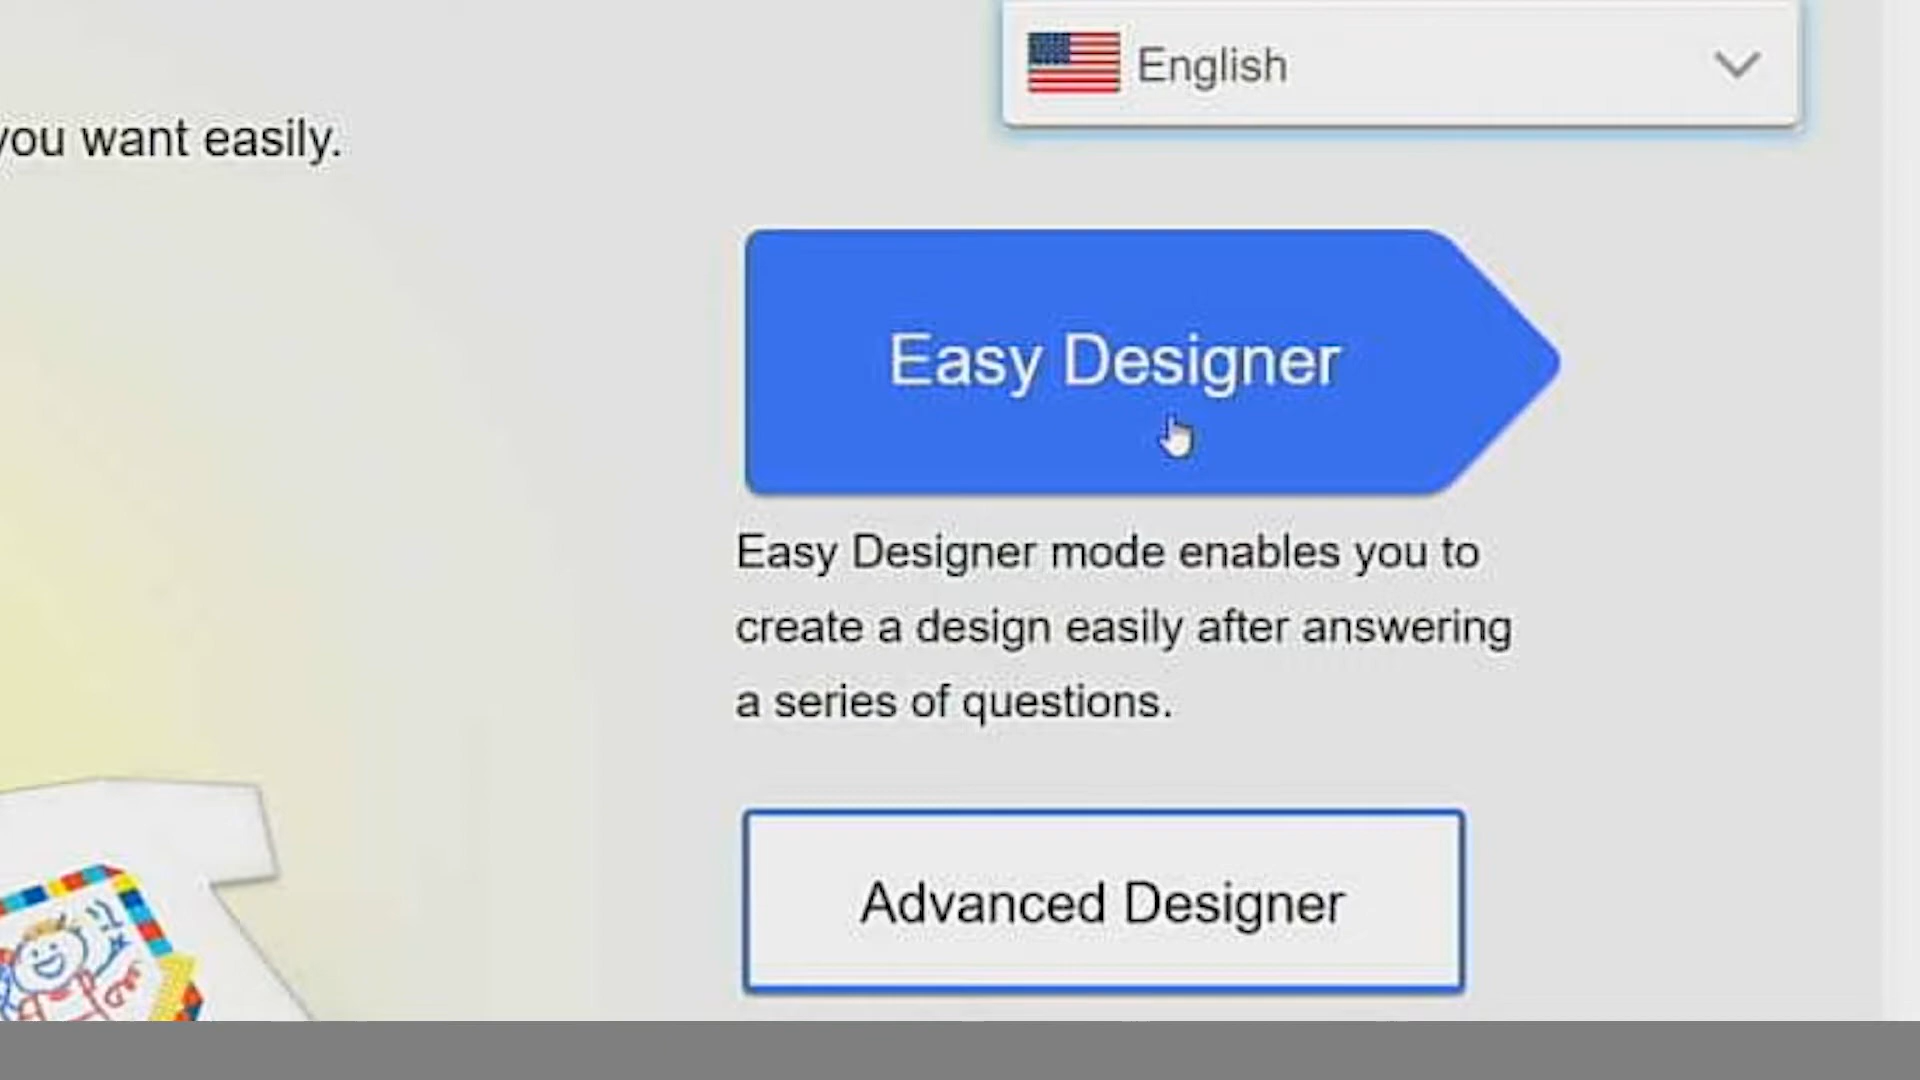 English
you want easily.
Easy Designer
Easy Designer mode enables you to
create a design easily after answering
a series of questions.
Advanced Designer